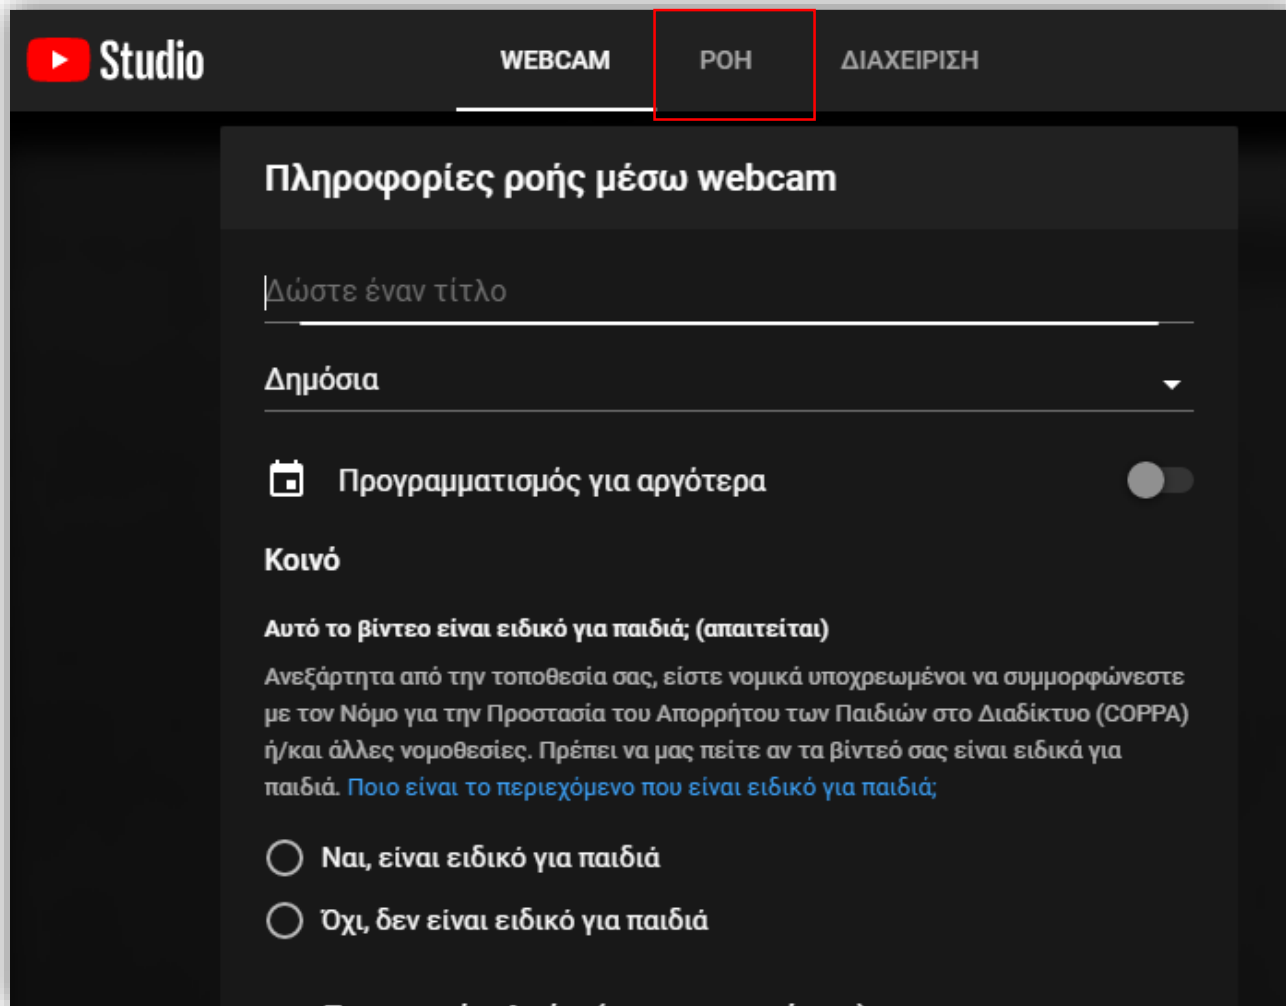 Studio
WEBCAM
ΡΟΗ
ΔΙΑΧΕΙΡΙΣΗ
Πληροφορίες ροής μέσω webcam
Δώστε έναν τίτλο
Δημόσια
Προγραμματισμός για αργότερα
Κοινό
Αυτό το βίντεο είναι ειδικό για παιδιά; (απαιτείται)
Ανεξάρτητα από την τοποθεσία σας, είστε νομικά υποχρεωμένοι να συμμορφώνεστε
με τον Νόμο για την Προστασία του Απορρήτου των Παιδιών στο Διαδίκτυο (COPPA)
ή/και άλλες νομοθεσίες. Πρέπει να μας πείτε αν τα βίντεό σας είναι ειδικά για
παιδιά. Ποιο είναι το περιεχόμενο που είναι ειδικό για παιδιά;
Ναι, είναι ειδικό για παιδιά
Όχι, δεν είναι ειδικό για παιδιά